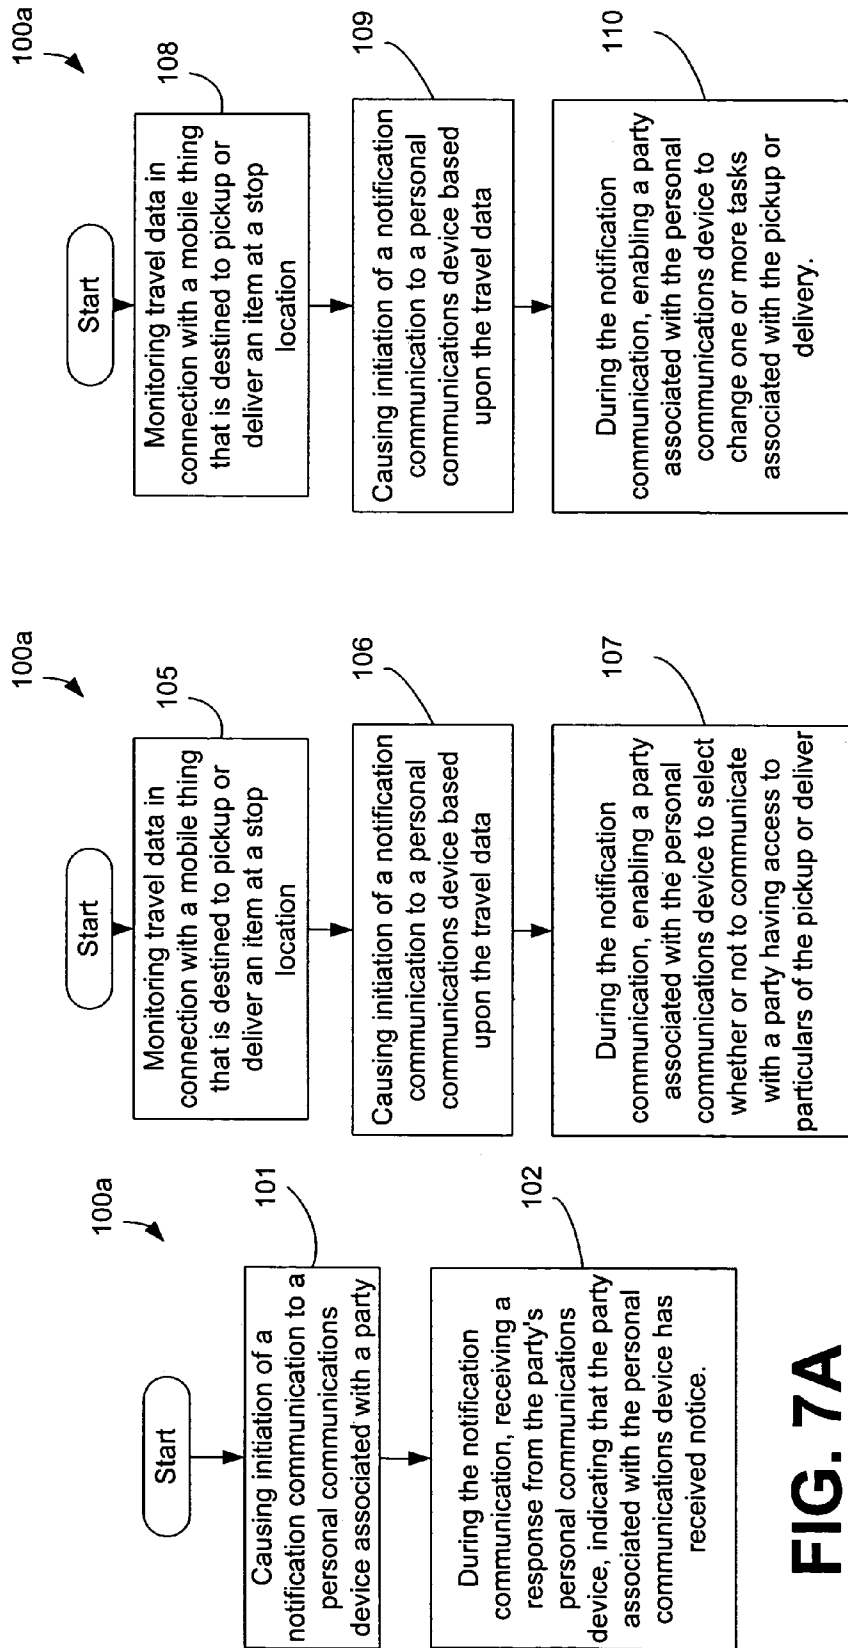 100a
Start
101
Causing initiation of a
notification communication to a
personal communications
device associated with a party
102
During the notification
communication, receiving a
response from the party's
personal communications
device, indicating that the party
associated with the personal
communications device has
received notice.
100a
Start
105
Monitoring travel data in
connection with a mobile thing
that is destined to pickup or
deliver an item at a stop
location
106
Causing initiation of a notification
communication to a personal
communications device based
upon the travel data
107
During the notification
communication, enabling a party
associated with the personal
communications device to select
whether or not to communicate
with a party having access to
particulars of the pickup or deliver
100a
Start
108
Monitoring travel data in
connection with a mobile thing
that is destined to pickup or
deliver an item at a stop
location
109
Causing initiation of a notification
communication to a personal
communications device based
upon the travel data
110
During the notification
communication, enabling a party
associated with the personal
communications device to
change one or more tasks
associated with the pickup or
delivery.
FIG. 7A